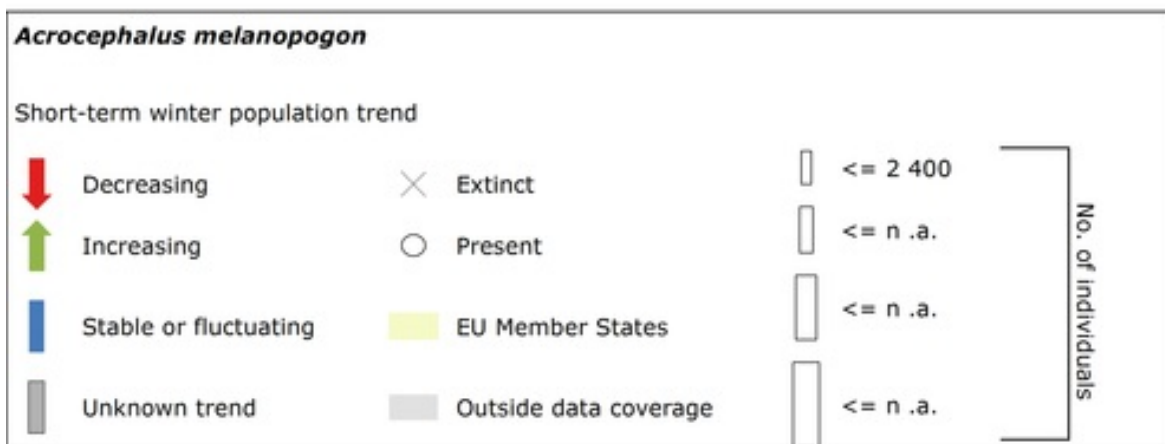 Acrocephalus melanopogon
Short-term winter population trend
Decreasing
Extinct
<= 2 400
Increasing
Present
<= n .a.
Stable or fluctuating
EU Member States
<= n .a.
Unknown trend
Outside data coverage
<= n .a.
No. of individuals